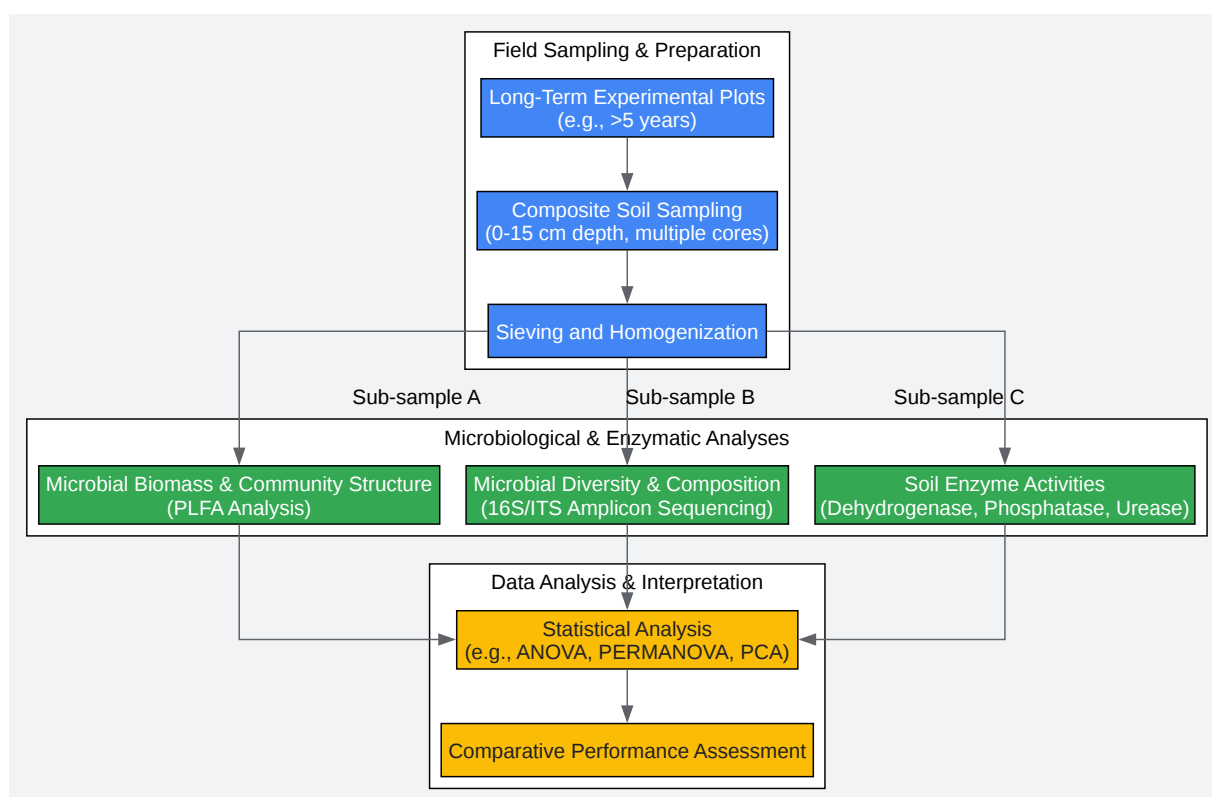 Field Sampling & Preparation
Long-Term Experimental Plots
(e.g., >5 years)
Composite Soil Sampling
(0-15 cm depth, multiple cores)
Sieving and Homogenization
Sub-sample A
Sub-sample B
Sub-sample C
Microbiological & Enzymatic Analyses
Microbial Biomass & Community Structure
(PLFA Analysis)
Microbial Diversity & Composition
(16S/ITS Amplicon Sequencing)
Soil Enzyme Activities
(Dehydrogenase, Phosphatase, Urease)
Data Analysis & Interpretation
Statistical Analysis
(e.g., ANOVA, PERMANOVA, PCA)
Comparative Performance Assessment